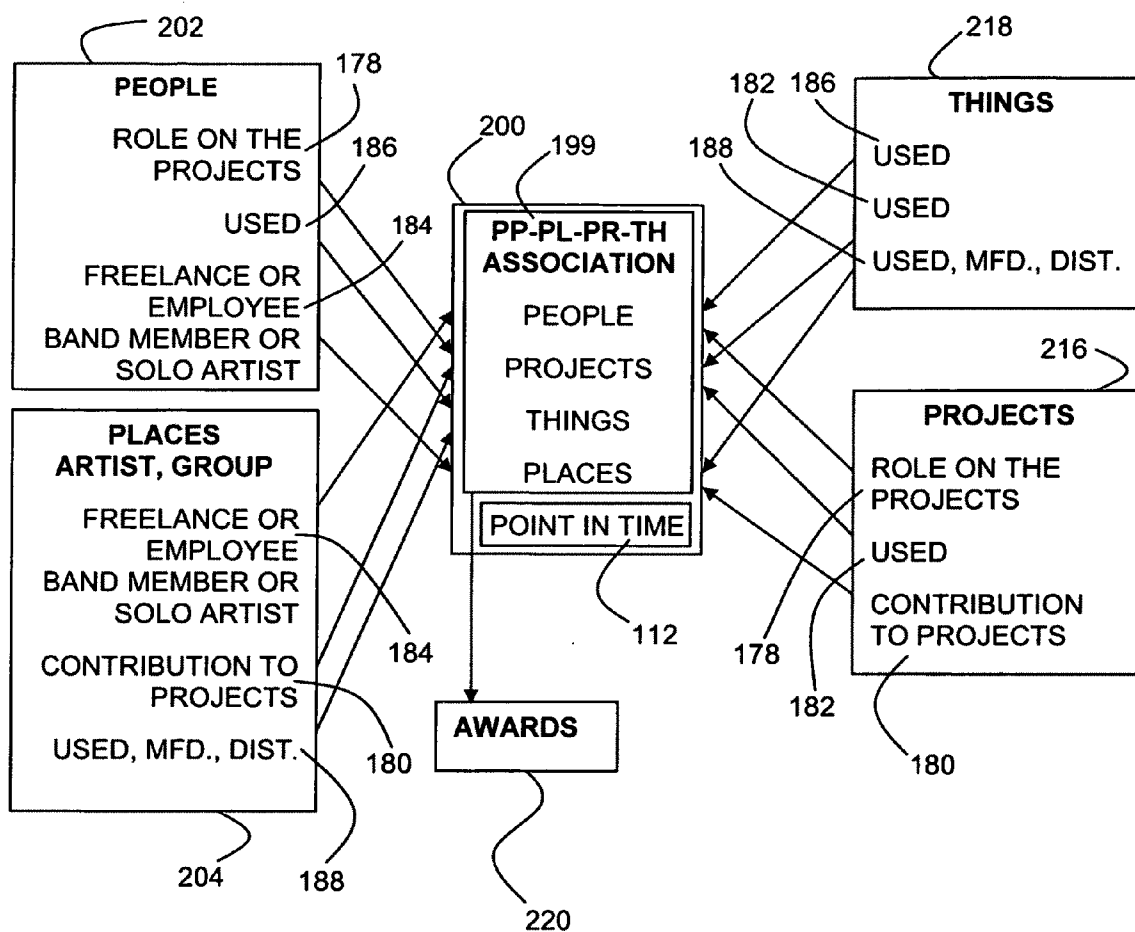 202
PEOPLE
178
ROLE ON THE
PROJECTS
186
USED
184
FREELANCE OR
EMPLOYEE
BAND MEMBER OR
SOLO ARTIST
PLACES
ARTIST, GROUP
FREELANCE OR
EMPLOYEE
BAND MEMBER OR
SOLO ARTIST
184
CONTRIBUTION TO
PROJECTS
180
USED, MFD., DIST.
188
204
200
199
PP-PL-PR-TH
ASSOCIATION
PEOPLE
PROJECTS
THINGS
PLACES
POINT IN TIME
112
AWARDS
220
218
THINGS
186
USED
182
USED
188
USED, MFD., DIST.
216
PROJECTS
ROLE ON THE
PROJECTS
178
USED
182
CONTRIBUTION
TO PROJECTS
180